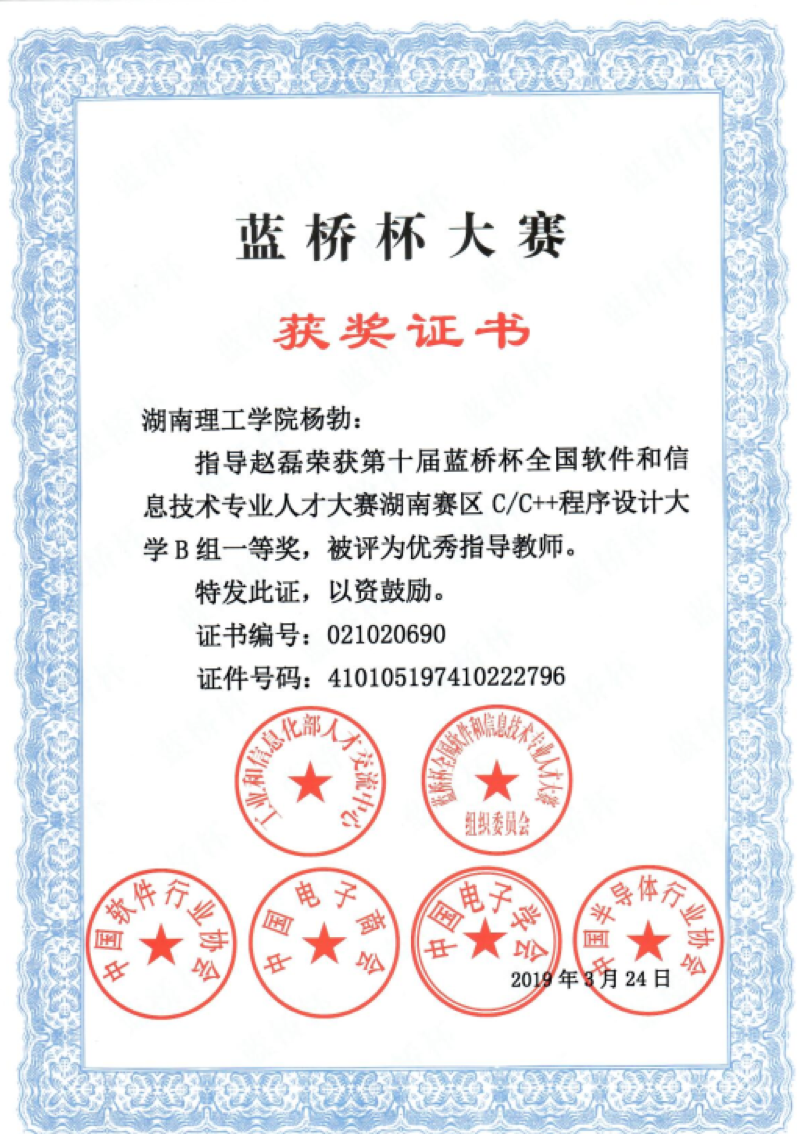 蓝桥杯大赛
获奖证书
湖南理工学院杨勃：
指导赵磊荣获第十届蓝桥杯全国软件和信
息技术专业人才大赛湖南赛区 C/C++程序设计大
学 B 组一等奖，被评为优秀指导教师。
特发此证，以资鼓励。
证书编号：021020690
证件号码：410105197410222796
工业和信息化部人才交流中心
蓝桥杯全国软件和信息技术专业人才大赛
组织委员会
中国软件行业协会
中国电子商会
中国电子学会
中国半导体行业协会
2019 年 3 月 24 日